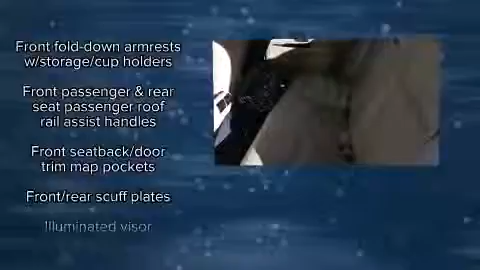 Front fold-down armrests
w/storage/cup holders
Front passenger & rear
seat passenger roof
rail assist handles
Front seatback/door
trim map pockets
Front/rear scuff plates
Illuminated visor